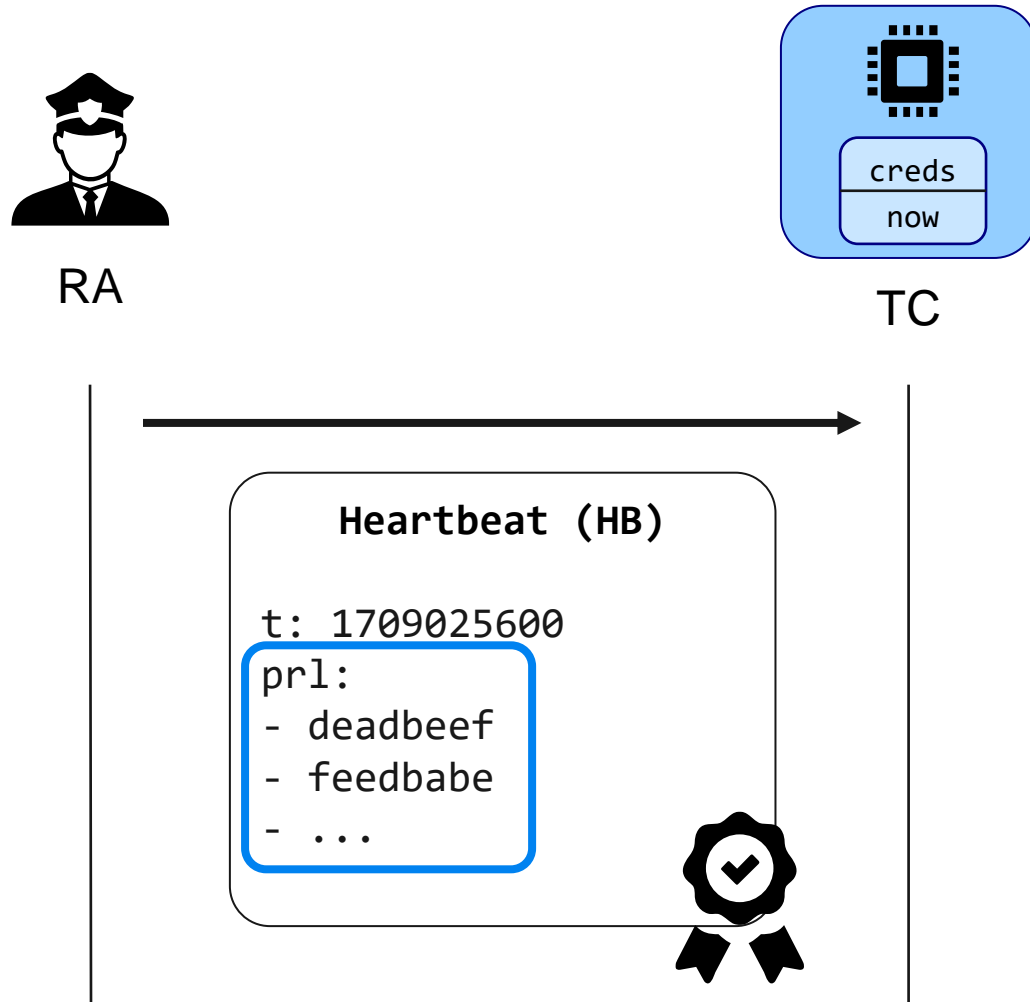 creds
now
RA
TC
Heartbeat (HB)
t: 1709025600
prl:
- deadbeef
- feedbabe
- ...